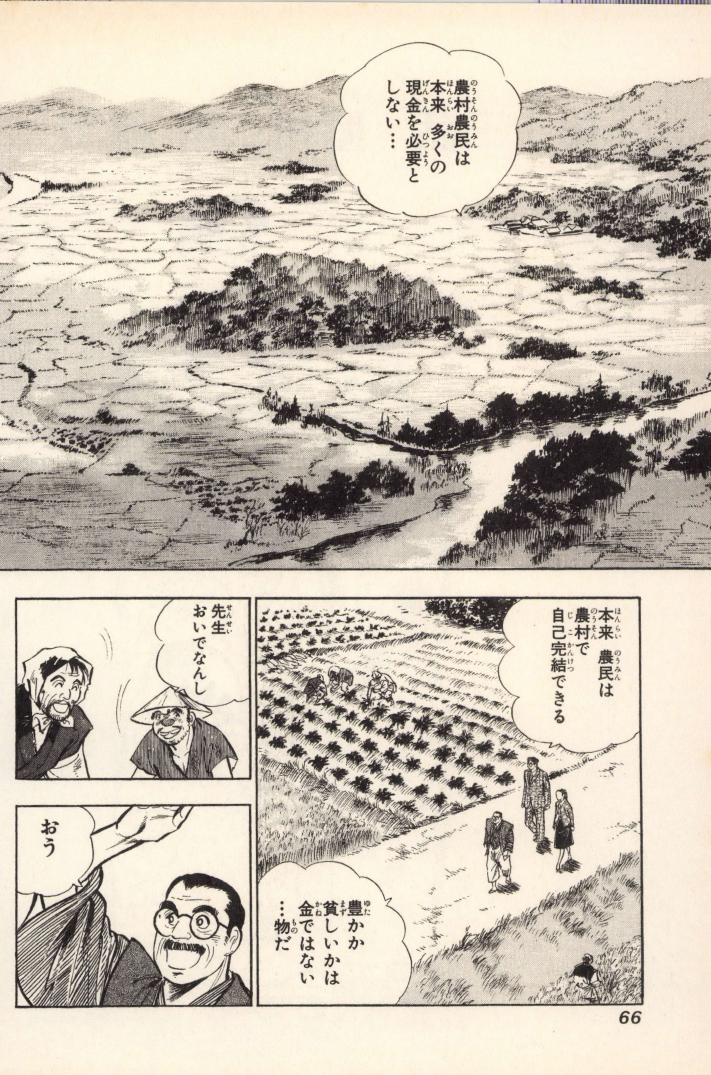 農村農民は
本来 多くの
現金を必要と
しない…
本来 農民は
農村で
自己完結できる
豊かか
貧しいかは
金ではない
…物だ
先生
おいでなんし
おう
66